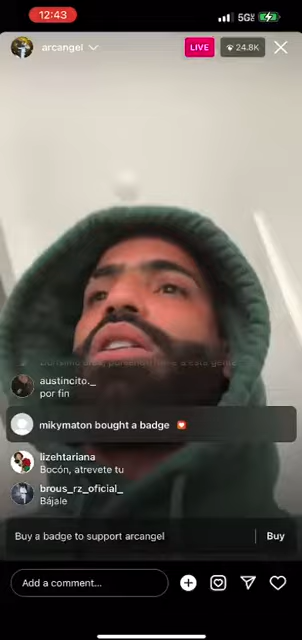 12:43
5G
arcangel
LIVE
24.8K
austincito._
por fin
mikymaton bought a badge
lizehtariana
Bocón, atrevete tu
brous_rz_oficial_
Bájale
Buy a badge to support arcangel
Buy
Add a comment...